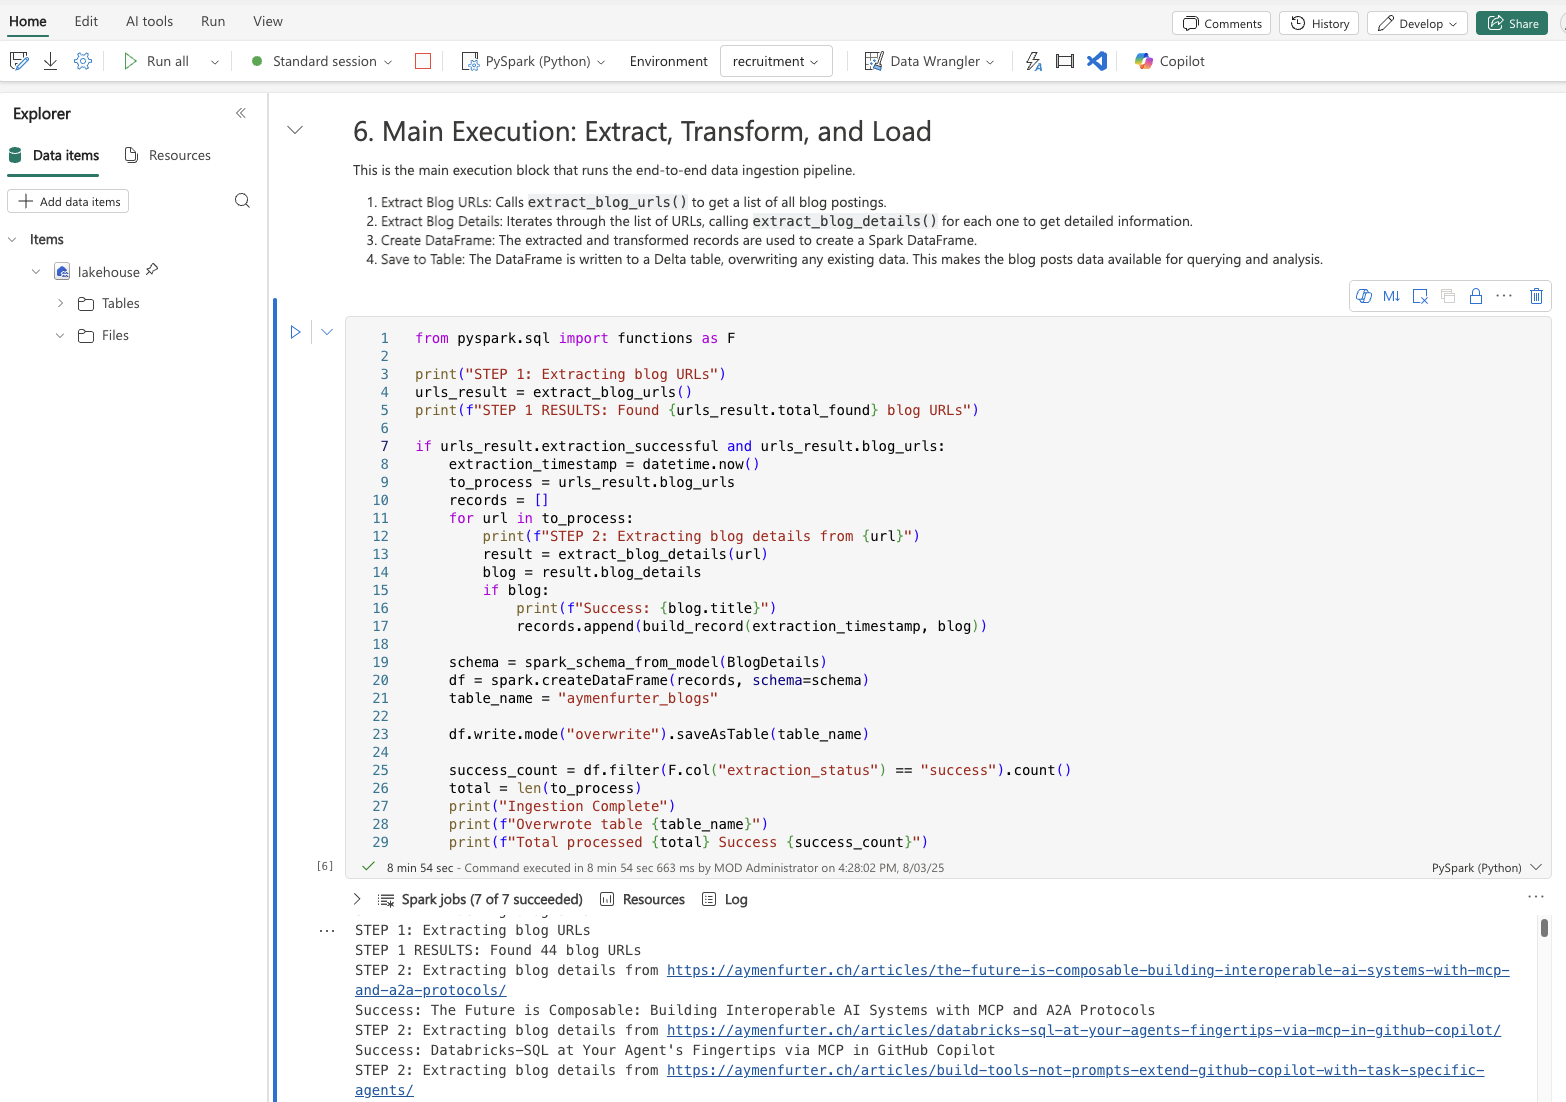 Home Edit AI tools Run View Comments History Develop Share
Run all Standard session PySpark (Python) Environment recruitment Data Wrangler Copilot
Explorer
Data items Resources
Add data items
Items
lakehouse
Tables
Files
6. Main Execution: Extract, Transform, and Load
This is the main execution block that runs the end-to-end data ingestion pipeline.
1. Extract Blog URLs: Calls extract_blog_urls() to get a list of all blog postings.
2. Extract Blog Details: Iterates through the list of URLs, calling extract_blog_details() for each one to get detailed information.
3. Create DataFrame: The extracted and transformed records are used to create a Spark DataFrame.
4. Save to Table: The DataFrame is written to a Delta table, overwriting any existing data. This makes the blog posts data available for querying and analysis.
M↓
1 from pyspark.sql import functions as F
2
3 print("STEP 1: Extracting blog URLs")
4 urls_result = extract_blog_urls()
5 print(f"STEP 1 RESULTS: Found {urls_result.total_found} blog URLs")
6
7 if urls_result.extraction_successful and urls_result.blog_urls:
8     extraction_timestamp = datetime.now()
9     to_process = urls_result.blog_urls
10     records = []
11     for url in to_process:
12         print(f"STEP 2: Extracting blog details from {url}")
13         result = extract_blog_details(url)
14         blog = result.blog_details
15         if blog:
16             print(f"Success: {blog.title}")
17             records.append(build_record(extraction_timestamp, blog))
18
19     schema = spark_schema_from_model(BlogDetails)
20     df = spark.createDataFrame(records, schema=schema)
21     table_name = "aymenfurter_blogs"
22
23     df.write.mode("overwrite").saveAsTable(table_name)
24
25     success_count = df.filter(F.col("extraction_status") == "success").count()
26     total = len(to_process)
27     print("Ingestion Complete")
28     print(f"Overwrote table {table_name}")
29     print(f"Total processed {total} Success {success_count}")
[6] 8 min 54 sec - Command executed in 8 min 54 sec 663 ms by MOD Administrator on 4:28:02 PM, 8/03/25 PySpark (Python)
Spark jobs (7 of 7 succeeded) Resources Log
STEP 1: Extracting blog URLs
STEP 1 RESULTS: Found 44 blog URLs
STEP 2: Extracting blog details from https://aymenfurter.ch/articles/the-future-is-composable-building-interoperable-ai-systems-with-mcp-
and-a2a-protocols/
Success: The Future is Composable: Building Interoperable AI Systems with MCP and A2A Protocols
STEP 2: Extracting blog details from https://aymenfurter.ch/articles/databricks-sql-at-your-agents-fingertips-via-mcp-in-github-copilot/
Success: Databricks-SQL at Your Agent's Fingertips via MCP in GitHub Copilot
STEP 2: Extracting blog details from https://aymenfurter.ch/articles/build-tools-not-prompts-extend-github-copilot-with-task-specific-
agents/